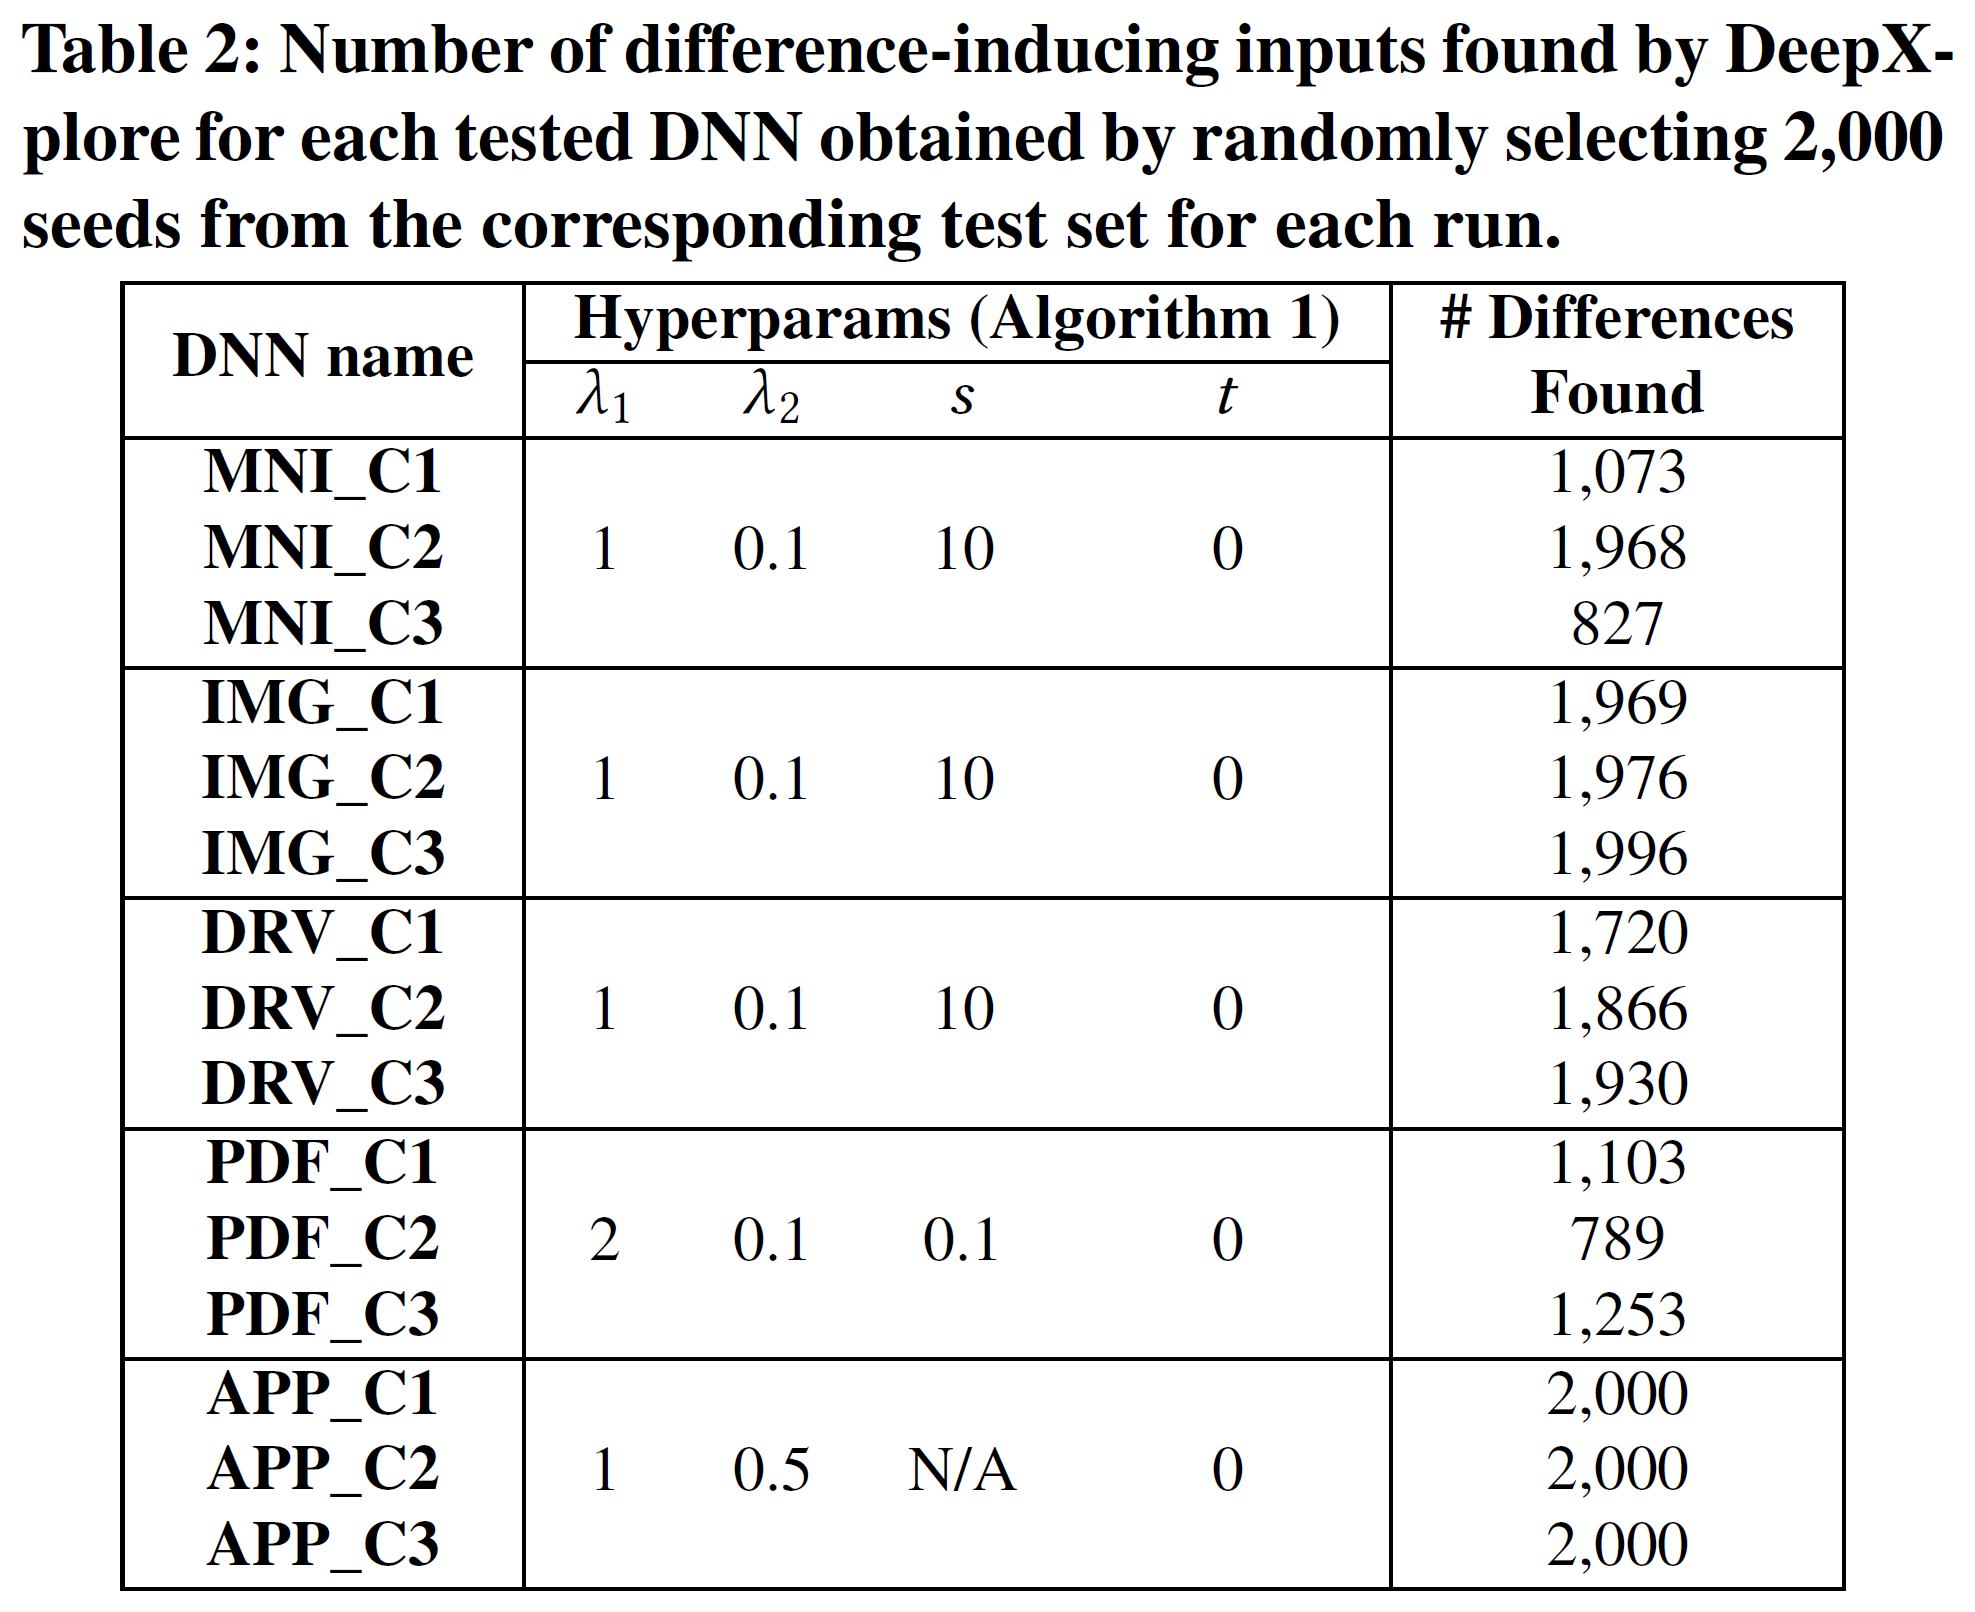 Table 2: Number of difference-inducing inputs found by DeepX-
plore for each tested DNN obtained by randomly selecting 2,000
seeds from the corresponding test set for each run.
DNN name Hyperparams (Algorithm 1) # Differences Found
λ1 λ2 s t
MNI_C1 1,073
MNI_C2 1 0.1 10 0 1,968
MNI_C3 827
IMG_C1 1,969
IMG_C2 1 0.1 10 0 1,976
IMG_C3 1,996
DRV_C1 1,720
DRV_C2 1 0.1 10 0 1,866
DRV_C3 1,930
PDF_C1 1,103
PDF_C2 2 0.1 0.1 0 789
PDF_C3 1,253
APP_C1 2,000
APP_C2 1 0.5 N/A 0 2,000
APP_C3 2,000